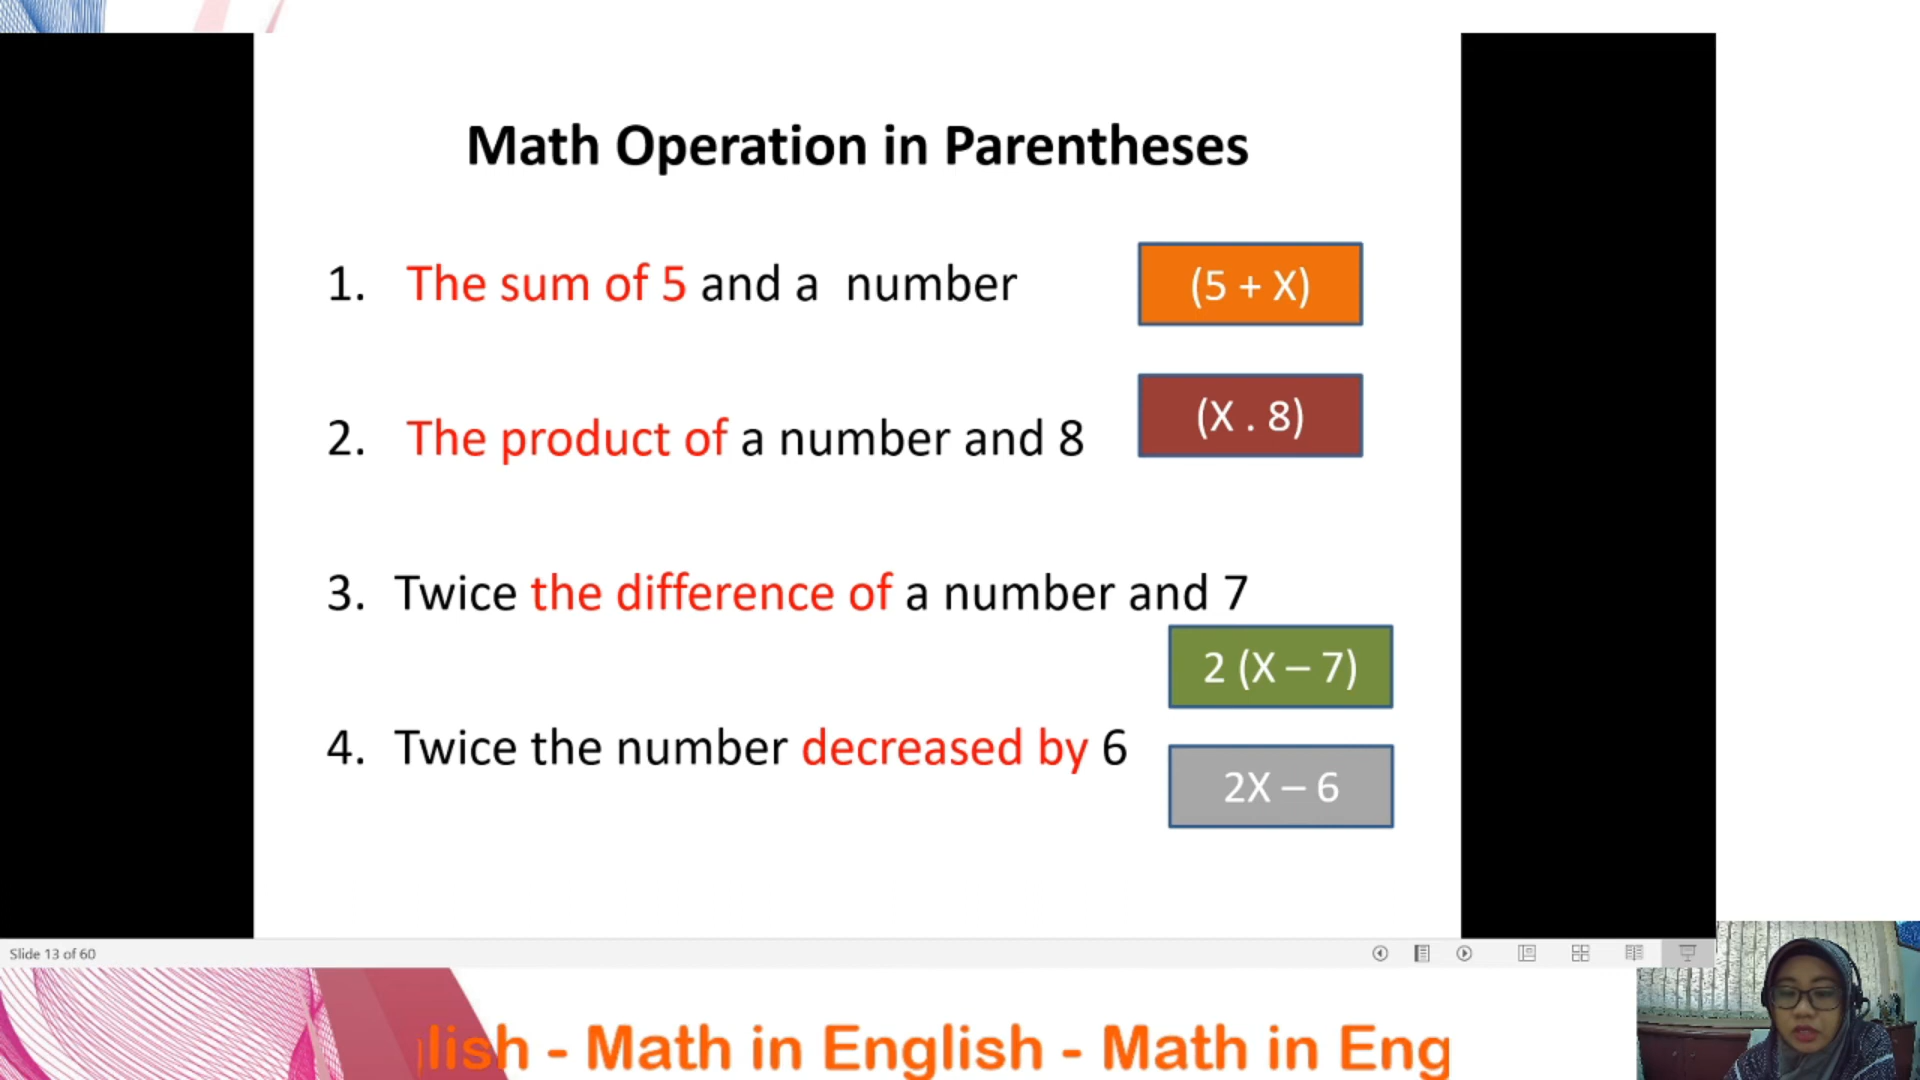 Math Operation in Parentheses
1. The sum of 5 and a number
(5 + X)
2. The product of a number and 8
(X . 8)
3. Twice the difference of a number and 7
2 (X – 7)
4. Twice the number decreased by 6
2X – 6
Slide 13 of 60
lish - Math in English - Math in Eng